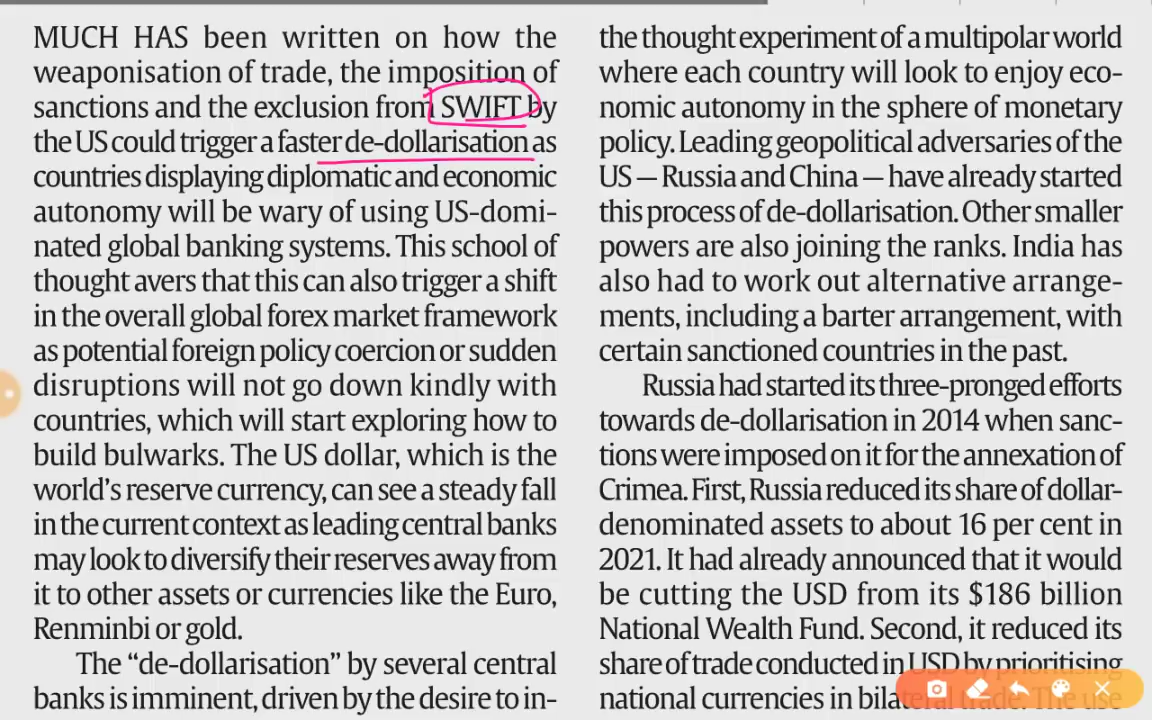 MUCH HAS been written on how the
weaponisation of trade, the imposition of
sanctions and the exclusion from SWIFT by
the US could trigger a faster de-dollarisation as
countries displaying diplomatic and economic
autonomy will be wary of using US-domi-
nated global banking systems. This school of
thought avers that this can also trigger a shift
in the overall global forex market framework
as potential foreign policy coercion or sudden
disruptions will not go down kindly with
countries, which will start exploring how to
build bulwarks. The US dollar, which is the
world's reserve currency, can see a steady fall
in the current context as leading central banks
may look to diversify their reserves away from
it to other assets or currencies like the Euro,
Renminbi or gold.
The “de-dollarisation” by several central
banks is imminent, driven by the desire to in-
the thought experiment of a multipolar world
where each country will look to enjoy eco-
nomic autonomy in the sphere of monetary
policy. Leading geopolitical adversaries of the
US — Russia and China — have already started
this process of de-dollarisation. Other smaller
powers are also joining the ranks. India has
also had to work out alternative arrange-
ments, including a barter arrangement, with
certain sanctioned countries in the past.
Russia had started its three-pronged efforts
towards de-dollarisation in 2014 when sanc-
tions were imposed on it for the annexation of
Crimea. First, Russia reduced its share of dollar-
denominated assets to about 16 per cent in
2021. It had already announced that it would
be cutting the USD from its $186 billion
National Wealth Fund. Second, it reduced its
share of trade conducted in USD by prioritising
national currencies in bilateral trade. The use